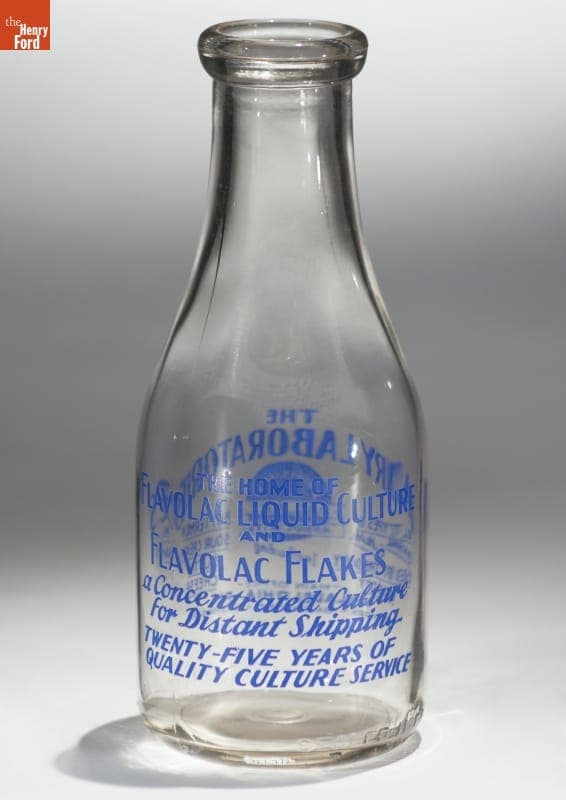 the
Henry
Ford
THE
LABORATOR
THE HOME OF
FLAVOLAC LIQUID CULTURE
AND
FLAVOLAC FLAKES
a Concentrated Culture
for Distant Shipping
TWENTY-FIVE YEARS OF
QUALITY CULTURE SERVICE